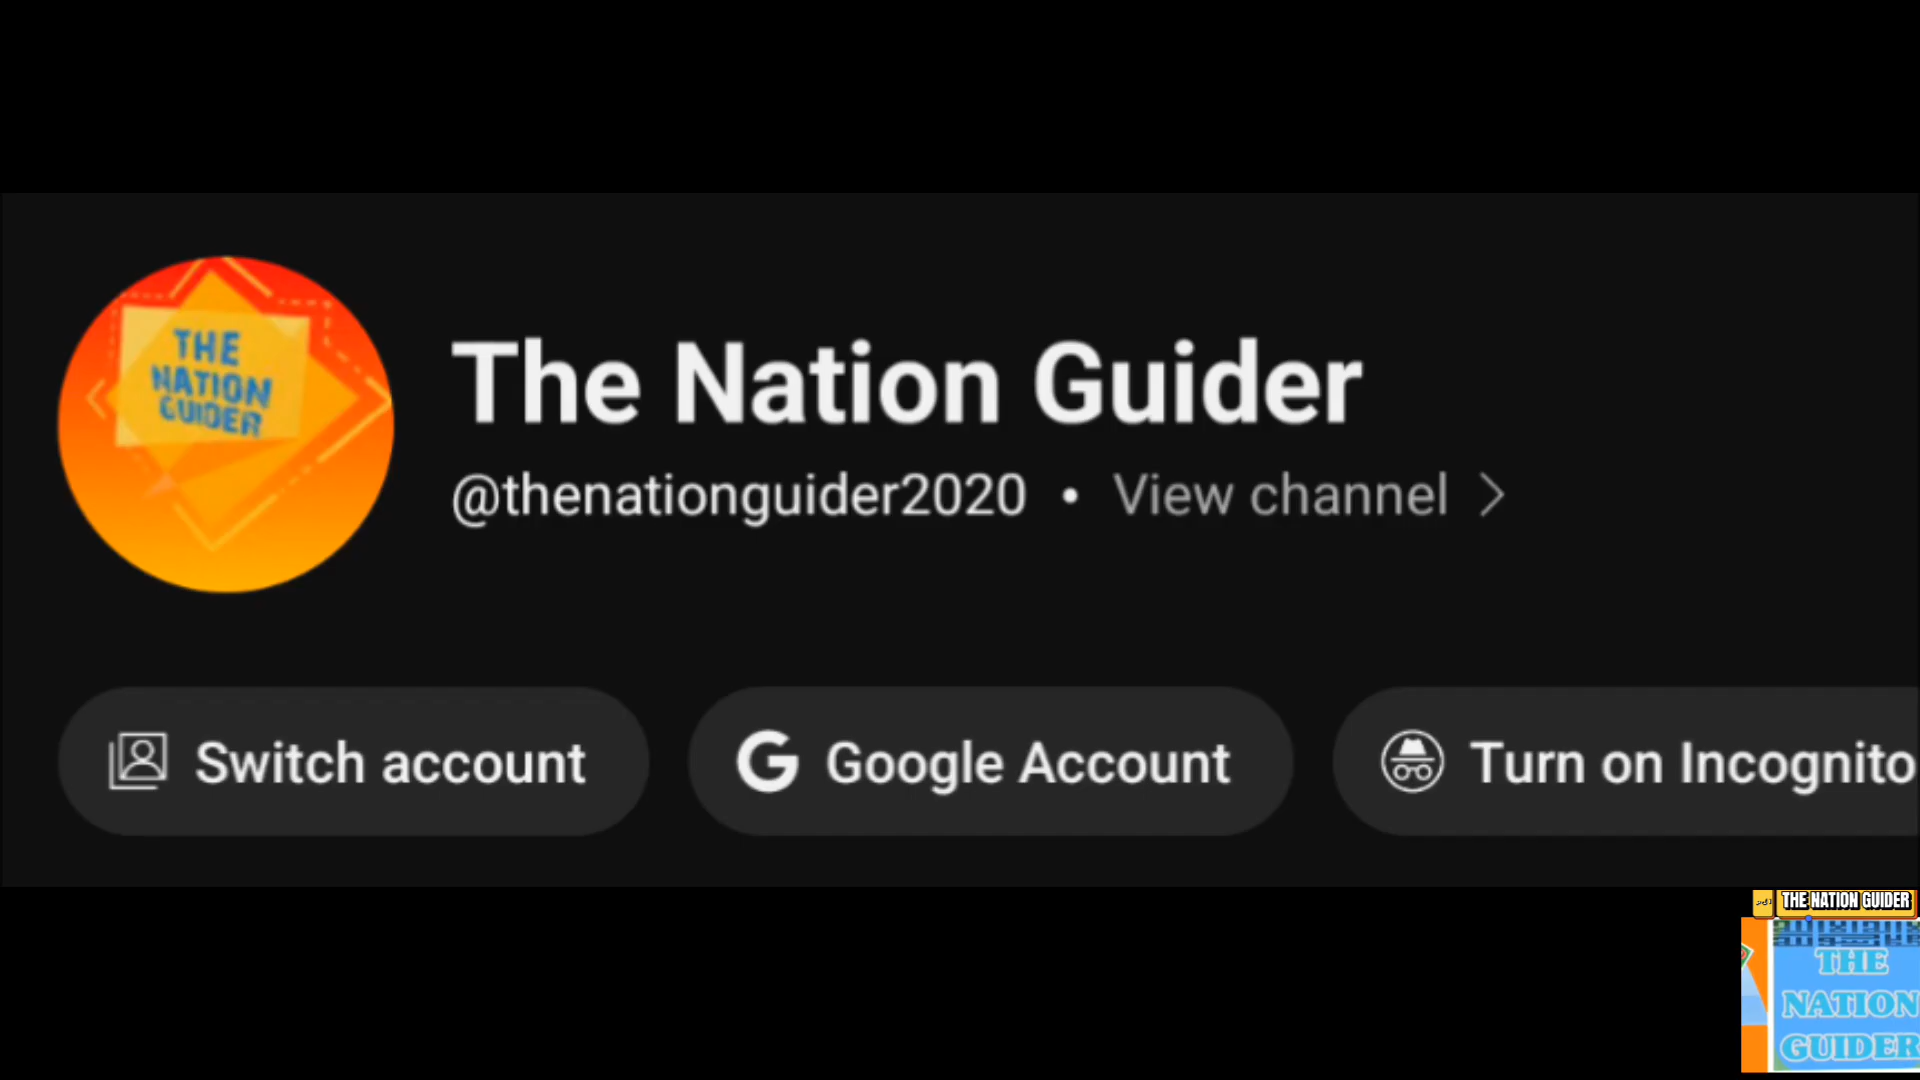 THE
NATION
GUIDER
The Nation Guider
@thenationguider2020 • View channel
Switch account
Google Account
Turn on Incognito
THE NATION GUIDER
THE
NATION
GUIDER